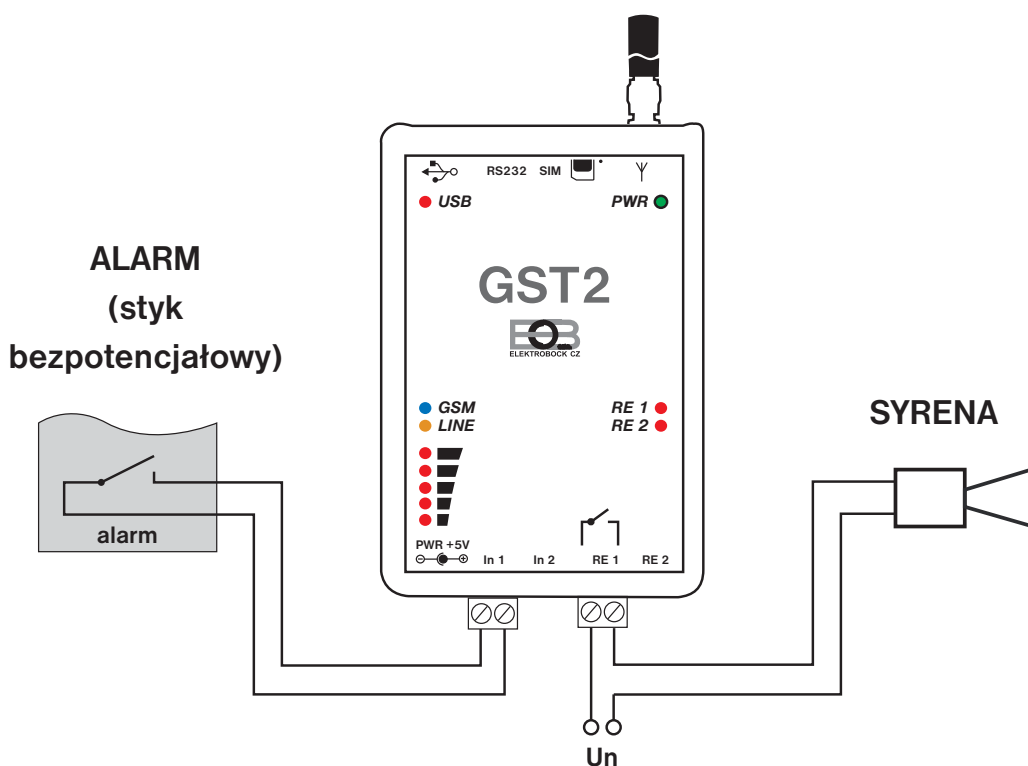 RS232 SIM
USB
PWR
ALARM
(styk
bezpotencjałowy)
GST2
ELEKTROBOCK CZ
GSM
LINE
RE 1
RE 2
SYRENA
alarm
PWR +5V
In 1
In 2
RE 1
RE 2
Un